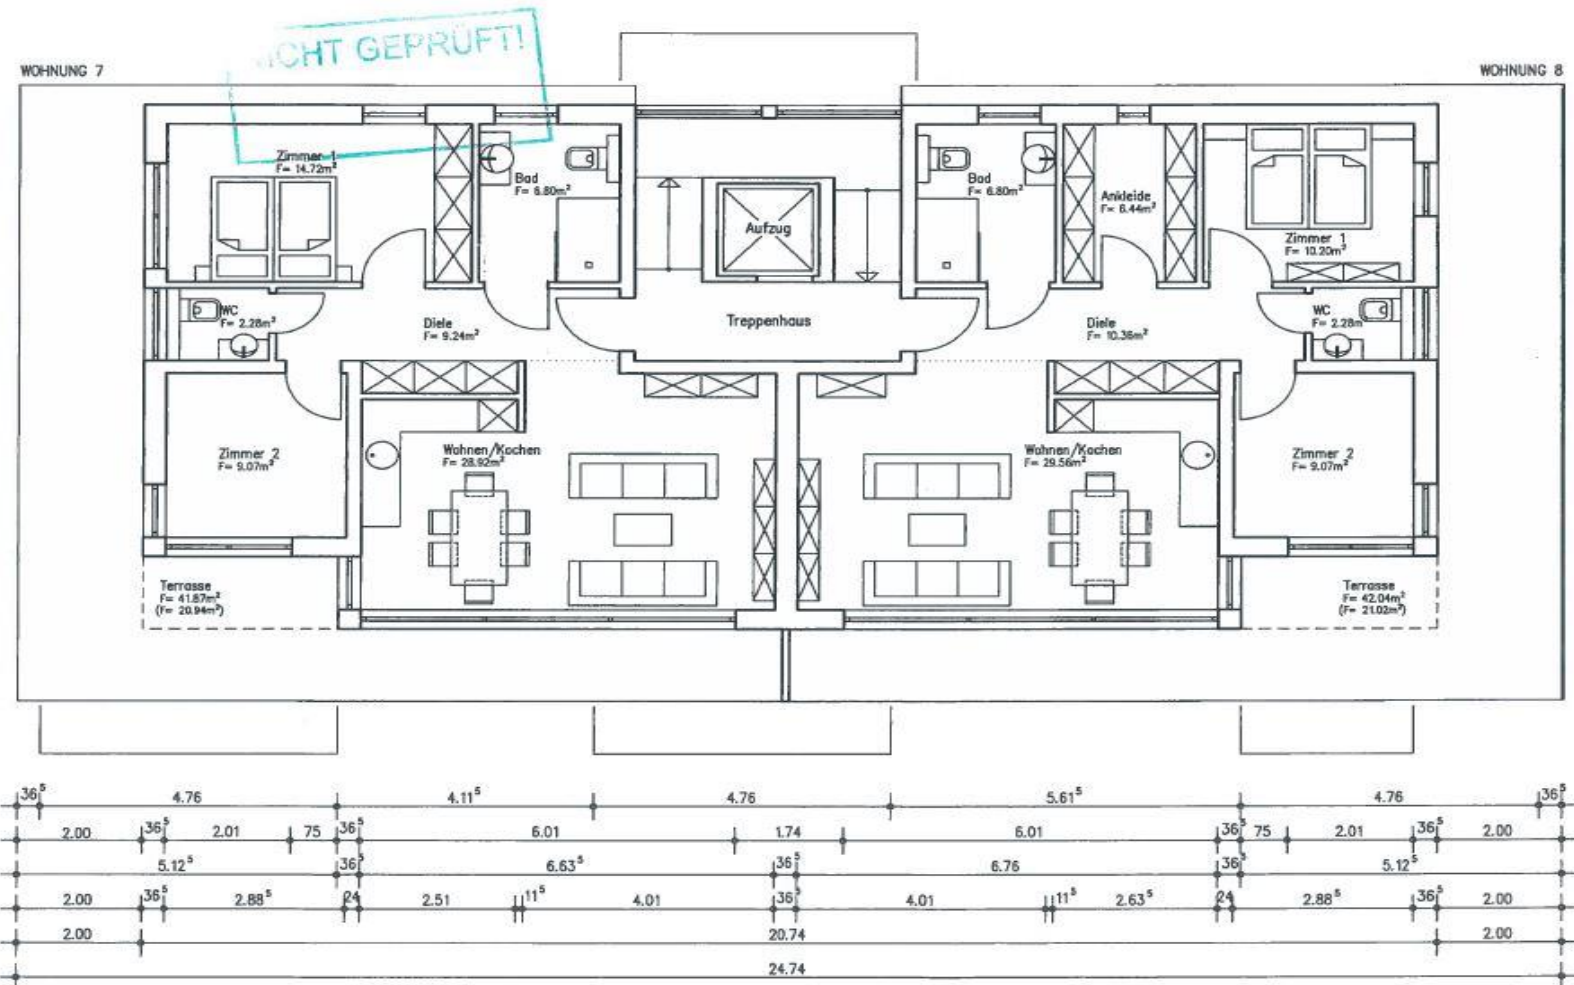 NICHT GEPRÜFT!
WOHNUNG 7
WOHNUNG 8
Zimmer 1
F= 14.72m²
Bad
F= 6.80m²
Aufzug
Bad
F= 6.80m²
Ankleide
F= 6.44m²
Zimmer 1
F= 10.20m²
WC
F= 2.28m²
Diele
F= 9.24m²
Treppenhaus
Diele
F= 10.36m²
WC
F= 2.28m
Zimmer 2
F= 9.07m²
Wohnen/Kochen
F= 28.92m²
Wohnen/Kochen
F= 29.56m²
Zimmer 2
F= 9.07m²
Terrasse
F= 41.87m²
(F= 20.94m²)
Terrasse
F= 42.04m²
(F= 21.02m²)
36⁵ 4.76 4.11⁵ 4.76 5.61⁵ 4.76 36⁵
2.00 36⁵ 2.01 75 36⁵ 6.01 1.74 6.01 36⁵ 75 2.01 36⁵ 2.00
5.12⁵ 36⁵ 6.63⁵ 36⁵ 6.76 36⁵ 5.12⁵
2.00 36⁵ 2.88⁵ 24 2.51 11⁵ 4.01 36⁵ 4.01 11⁵ 2.63⁵ 24 2.88⁵ 36⁵ 2.00
2.00 20.74 2.00
24.74